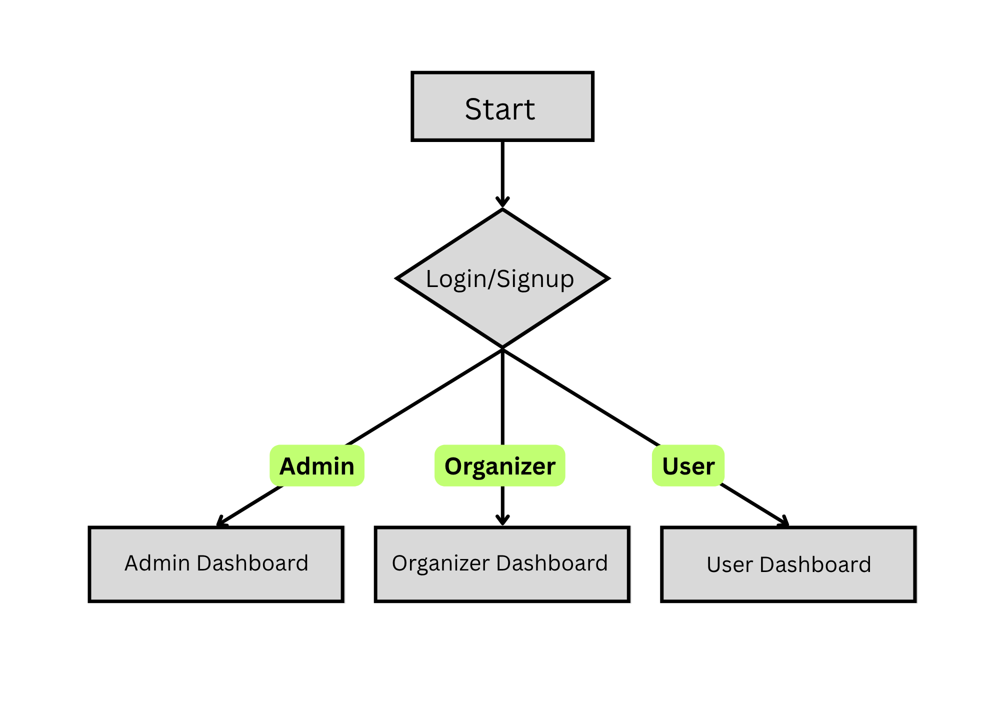 Start
Login/Signup
Admin
Organizer
User
Admin Dashboard
Organizer Dashboard
User Dashboard